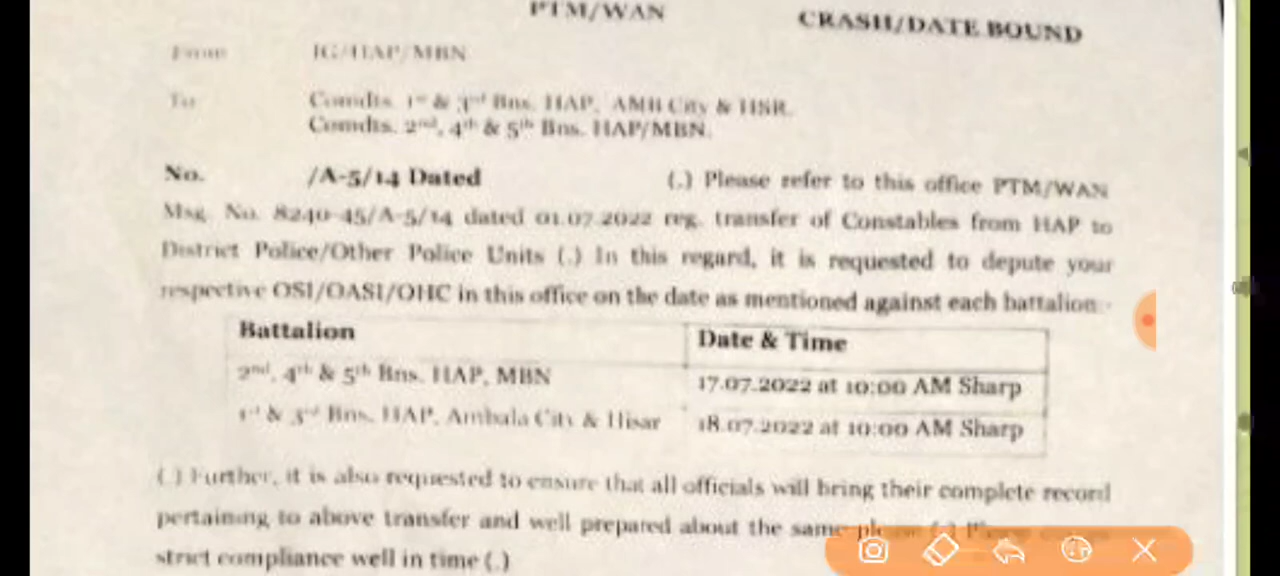 PTM/WAN CRASH/DATE BOUND
From IG/HAP/MBN
To Comdts. 1st & 3rd Bns. HAP, AMB City & HSR.
Comdts. 2nd, 4th & 5th Bns. HAP/MBN.
No. /A-5/14 Dated (.) Please refer to this office PTM/WAN
Msg. No. 8240-45/A-5/14 dated 01.07.2022 reg. transfer of Constables from HAP to
District Police/Other Police Units (.) In this regard, it is requested to depute your
respective OSI/OASI/OHC in this office on the date as mentioned against each battalion:-
Battalion Date & Time
2nd, 4th & 5th Bns. HAP, MBN 17.07.2022 at 10:00 AM Sharp
1st & 3rd Bns. HAP, Ambala City & Hisar 18.07.2022 at 10:00 AM Sharp
(.) Further, it is also requested to ensure that all officials will bring their complete record
pertaining to above transfer and well prepared about the same
strict compliance well in time (.)